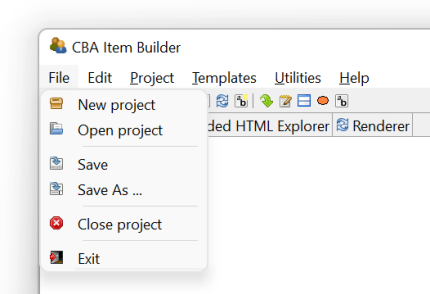 CBA Item Builder
File Edit Project Templates Utilities Help
New project
Open project
ded HTML Explorer Renderer
Save
Save As ...
Close project
Exit